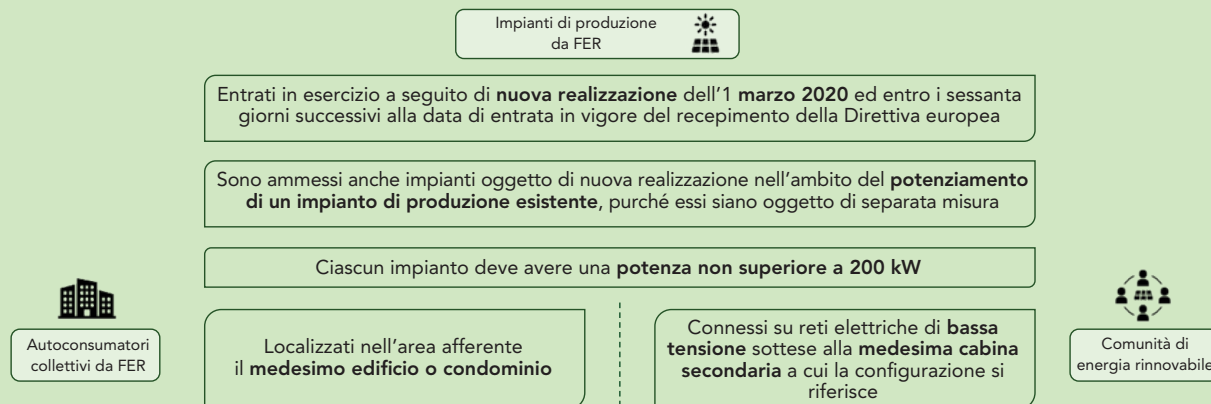 Impianti di produzione
da FER
Entrati in esercizio a seguito di nuova realizzazione dell'1 marzo 2020 ed entro i sessanta
giorni successivi alla data di entrata in vigore del recepimento della Direttiva europea
Sono ammessi anche impianti oggetto di nuova realizzazione nell'ambito del potenziamento
di un impianto di produzione esistente, purché essi siano oggetto di separata misura
Ciascun impianto deve avere una potenza non superiore a 200 kW
Autoconsumatori
collettivi da FER
Localizzati nell'area afferente
il medesimo edificio o condominio
Connessi su reti elettriche di bassa
tensione sottese alla medesima cabina
secondaria a cui la configurazione si
riferisce
Comunità di
energia rinnovabile